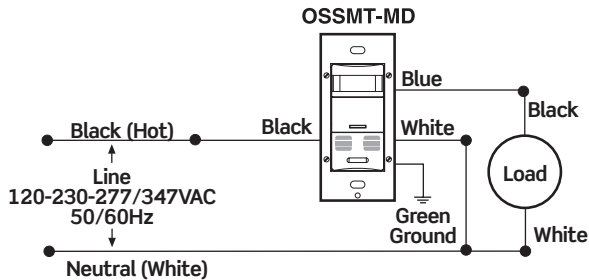 OSSMT-MD
Blue
Black
Black (Hot)
Black
White
Load
Line
120-230-277/347VAC
50/60Hz
Green
Ground
White
Neutral (White)